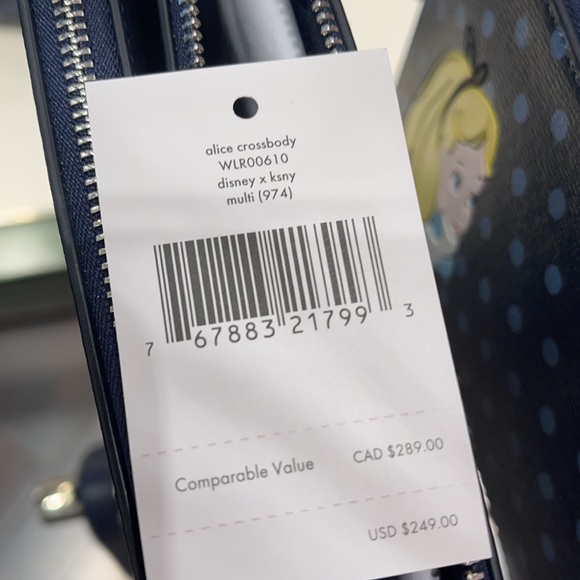 alice crossbody
WLR00610
disney x ksny
multi (974)
7 67883 21799 3
Comparable Value CAD $289.00
USD $249.00